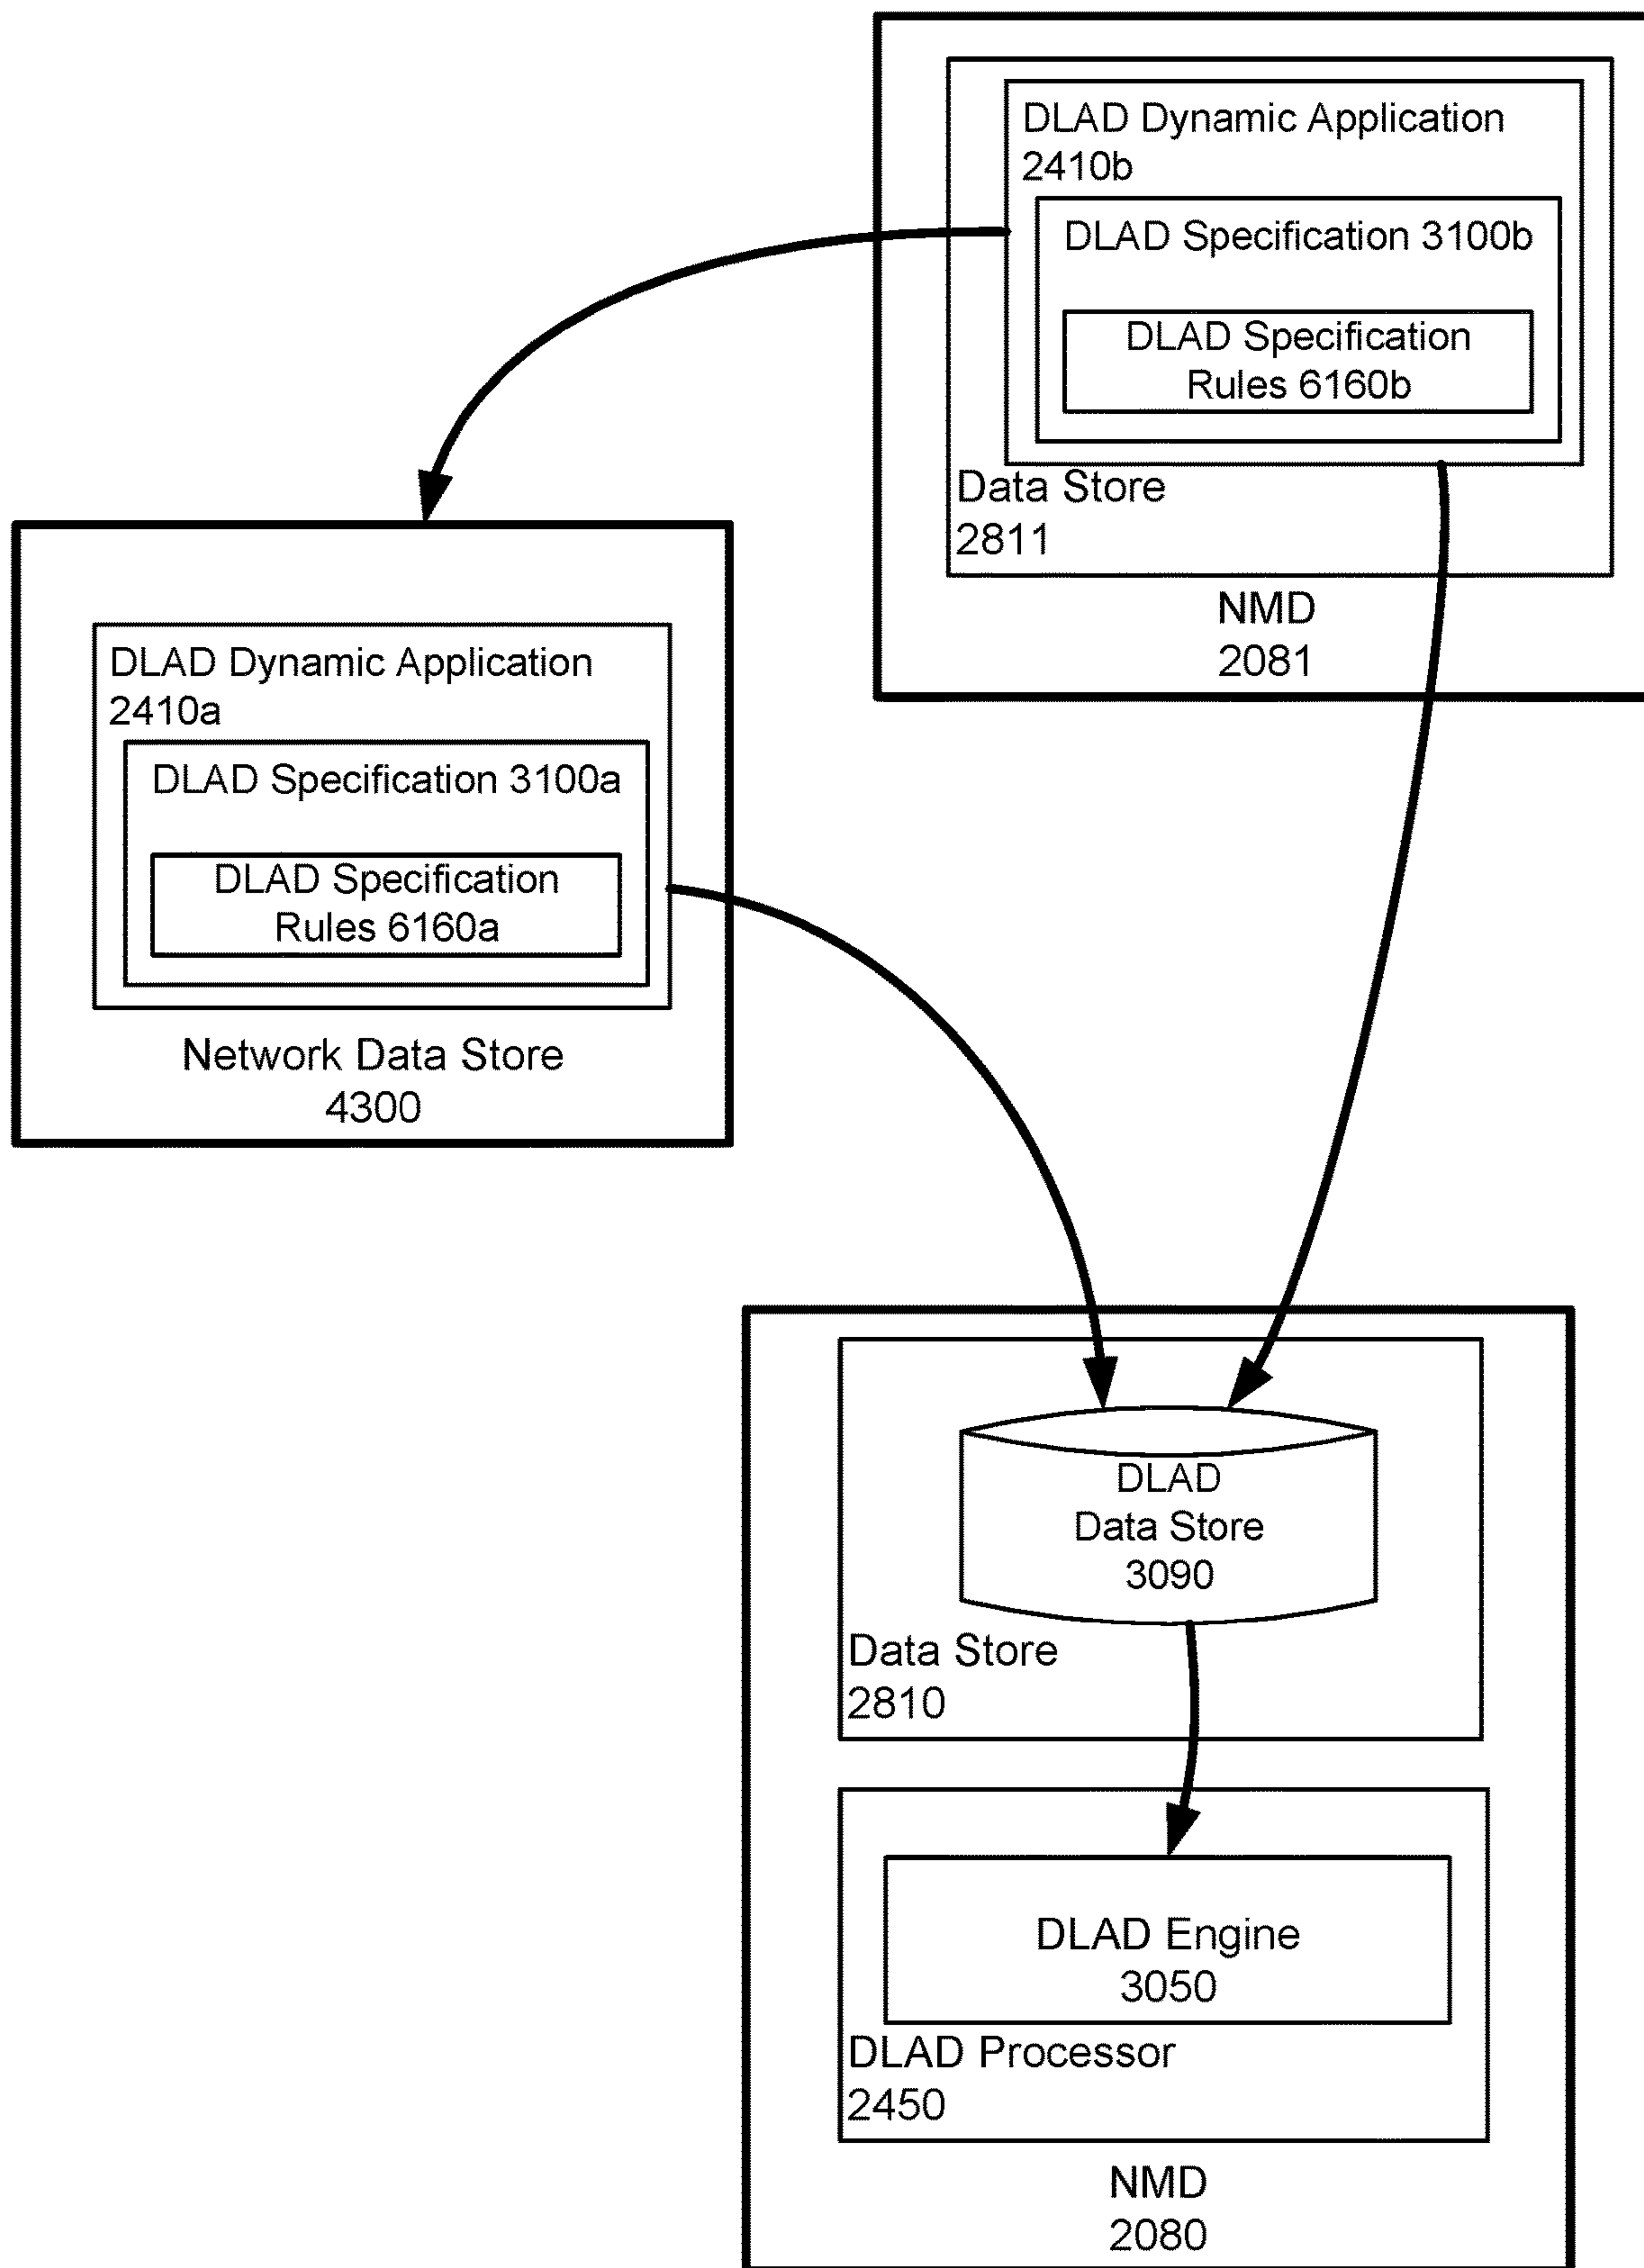 DLAD Dynamic Application
2410b
DLAD Specification 3100b
DLAD Specification
Rules 6160b
Data Store
2811
NMD
2081
DLAD Dynamic Application
2410a
DLAD Specification 3100a
DLAD Specification
Rules 6160a
Network Data Store
4300
DLAD
Data Store
3090
Data Store
2810
DLAD Engine
3050
DLAD Processor
2450
NMD
2080